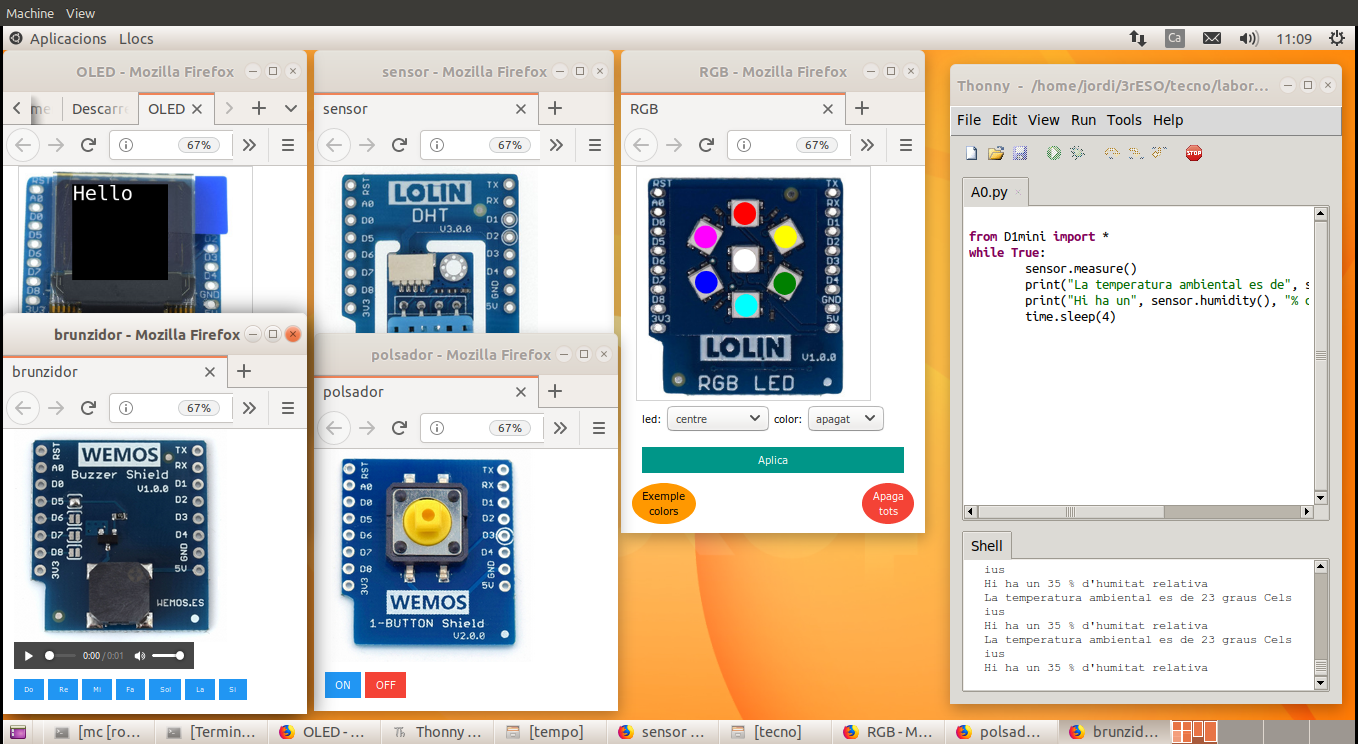 Machine View
Aplicacions Llocs
Ca
11:09
OLED - Mozilla Firefox
Descarre
OLED
67%
RST
A0
D0
D5
D6
D7
D8
3V3
D2
GND
Hello
sensor - Mozilla Firefox
sensor
67%
RST
A0
D0
D5
D6
D7
D8
3V3
LOLIN
DHT
V3.0.0
TX
RX
D1
D2
D3
D4
GND
5V
RGB - Mozilla Firefox
RGB
67%
RST
A0
D0
D5
D6
D7
D8
3V3
TX
RX
D1
D2
D3
D4
GND
5V
LOLIN
V1.0.0
RGB LED
led: centre color: apagat
Aplica
Exemple
colors
Apaga
tots
brunzidor - Mozilla Firefox
brunzidor
67%
RST
A0
D0
D5
D6
D7
D8
3V3
WEMOS
Buzzer Shield
V1.0.0
TX
RX
D1
D2
D3
D4
GND
5V
WEMOS.ES
0:00 / 0:01
Do Re Mi Fa Sol La Si
polsador - Mozilla Firefox
polsador
67%
RST
A0
D0
D5
D6
D7
D8
3V3
TX
RX
D1
D2
D3
D4
GND
5V
WEMOS
1-BUTTON Shield
V2.0.0
ON OFF
Thonny - /home/jordi/3rESO/tecno/labor...
File Edit View Run Tools Help
STOP
A0.py
from D1mini import *
while True:
sensor.measure()
print("La temperatura ambiental es de", s
print("Hi ha un", sensor.humidity(), "%
time.sleep(4)
Shell
ius
Hi ha un 35 % d'humitat relativa
La temperatura ambiental es de 23 graus Cels
ius
Hi ha un 35 % d'humitat relativa
La temperatura ambiental es de 23 graus Cels
ius
Hi ha un 35 % d'humitat relativa
[mc [ro... [Termin... OLED - ... Thonny ... [tempo] sensor ... [tecno] RGB - M... polsad... brunzid...